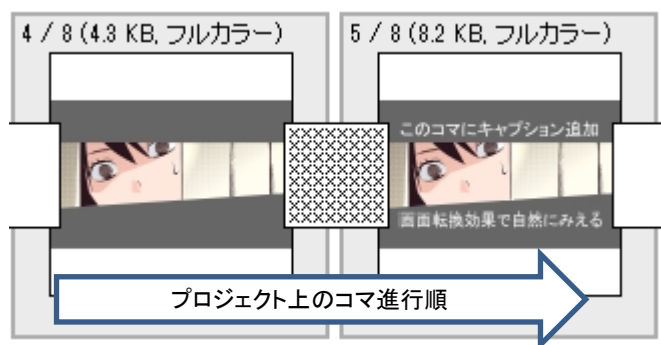 4 / 8 (4.3 KB, フルカラー)
5 / 8 (8.2 KB, フルカラー)
このコマにキャプション追加
画面転換効果で自然にみえる
プロジェクト上のコマ進行順